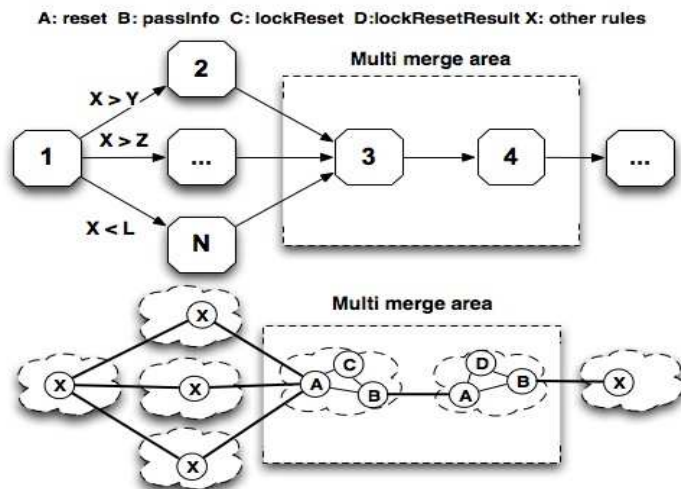 A: reset B: passInfo C: lockReset D:lockResetResult X: other rules
Multi merge area
2
X > Y
1
X > Z
...
3
4
...
X < L
N
Multi merge area
X
X
X
A
C
B
A
D
B
X
X